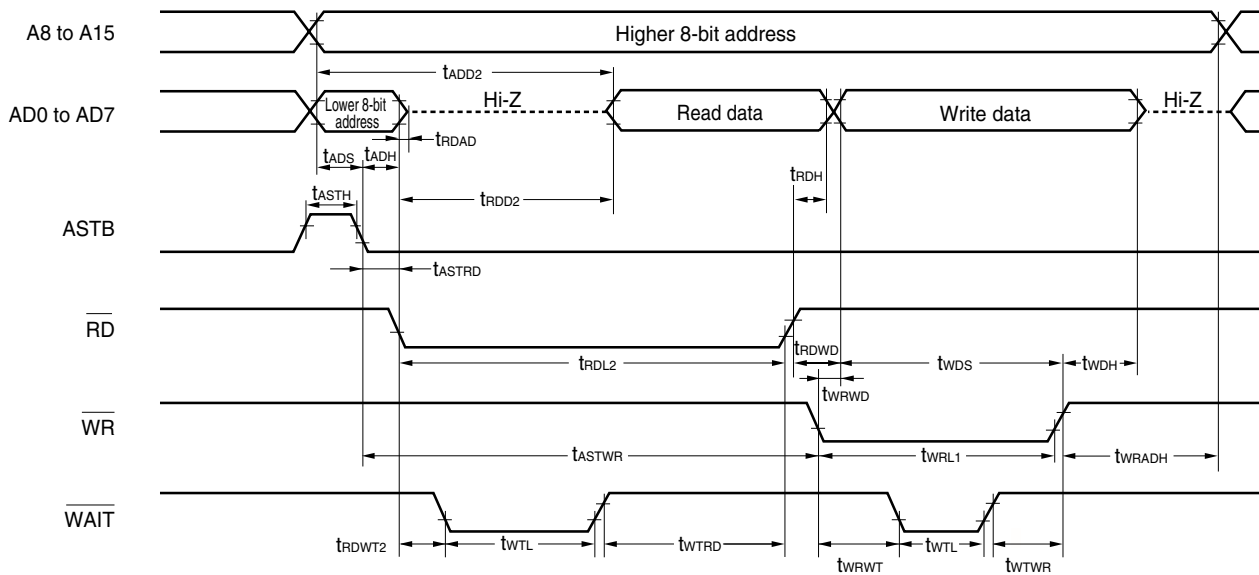 A8 to A15
Higher 8-bit address
tADD2
AD0 to AD7
Lower 8-bit
address
Hi-Z
Read data
Write data
Hi-Z
tRDAD
tADS
tADH
tRDH
tASTH
tRDD2
ASTB
tASTRD
RD
tRDL2
tRDWD
tWDS
tWDH
tWRWD
WR
tASTWR
tWRL1
tWRADH
WAIT
tRDWT2
tWTL
tWTRD
tWRWT
tWTL
tWTWR